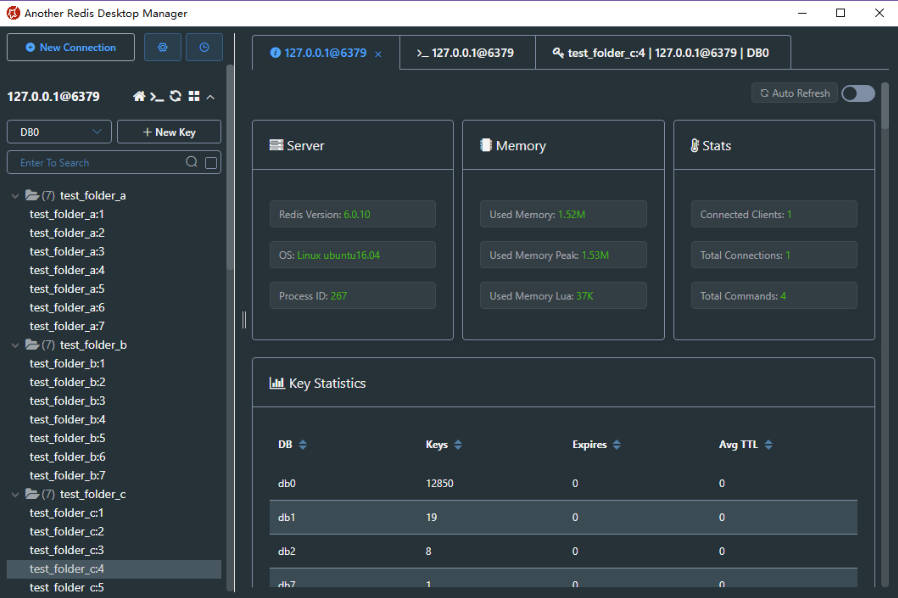 Another Redis Desktop Manager
New Connection
127.0.0.1@6379
DB0
New Key
Enter To Search
(7) test_folder_a
test_folder_a:1
test_folder_a:2
test_folder_a:3
test_folder_a:4
test_folder_a:5
test_folder_a:6
test_folder_a:7
(7) test_folder_b
test_folder_b:1
test_folder_b:2
test_folder_b:3
test_folder_b:4
test_folder_b:5
test_folder_b:6
test_folder_b:7
(7) test_folder_c
test_folder_c:1
test_folder_c:2
test_folder_c:3
test_folder_c:4
test_folder_c:5
127.0.0.1@6379
>_ 127.0.0.1@6379
test_folder_c:4 | 127.0.0.1@6379 | DB0
Auto Refresh
Server
Redis Version: 6.0.10
OS: Linux ubuntu16.04
Process ID: 267
Memory
Used Memory: 1.52M
Used Memory Peak: 1.53M
Used Memory Lua: 37K
Stats
Connected Clients: 1
Total Connections: 1
Total Commands: 4
Key Statistics
DB Keys Expires Avg TTL
db0 12850 0 0
db1 19 0 0
db2 8 0 0
db7 1 0 0